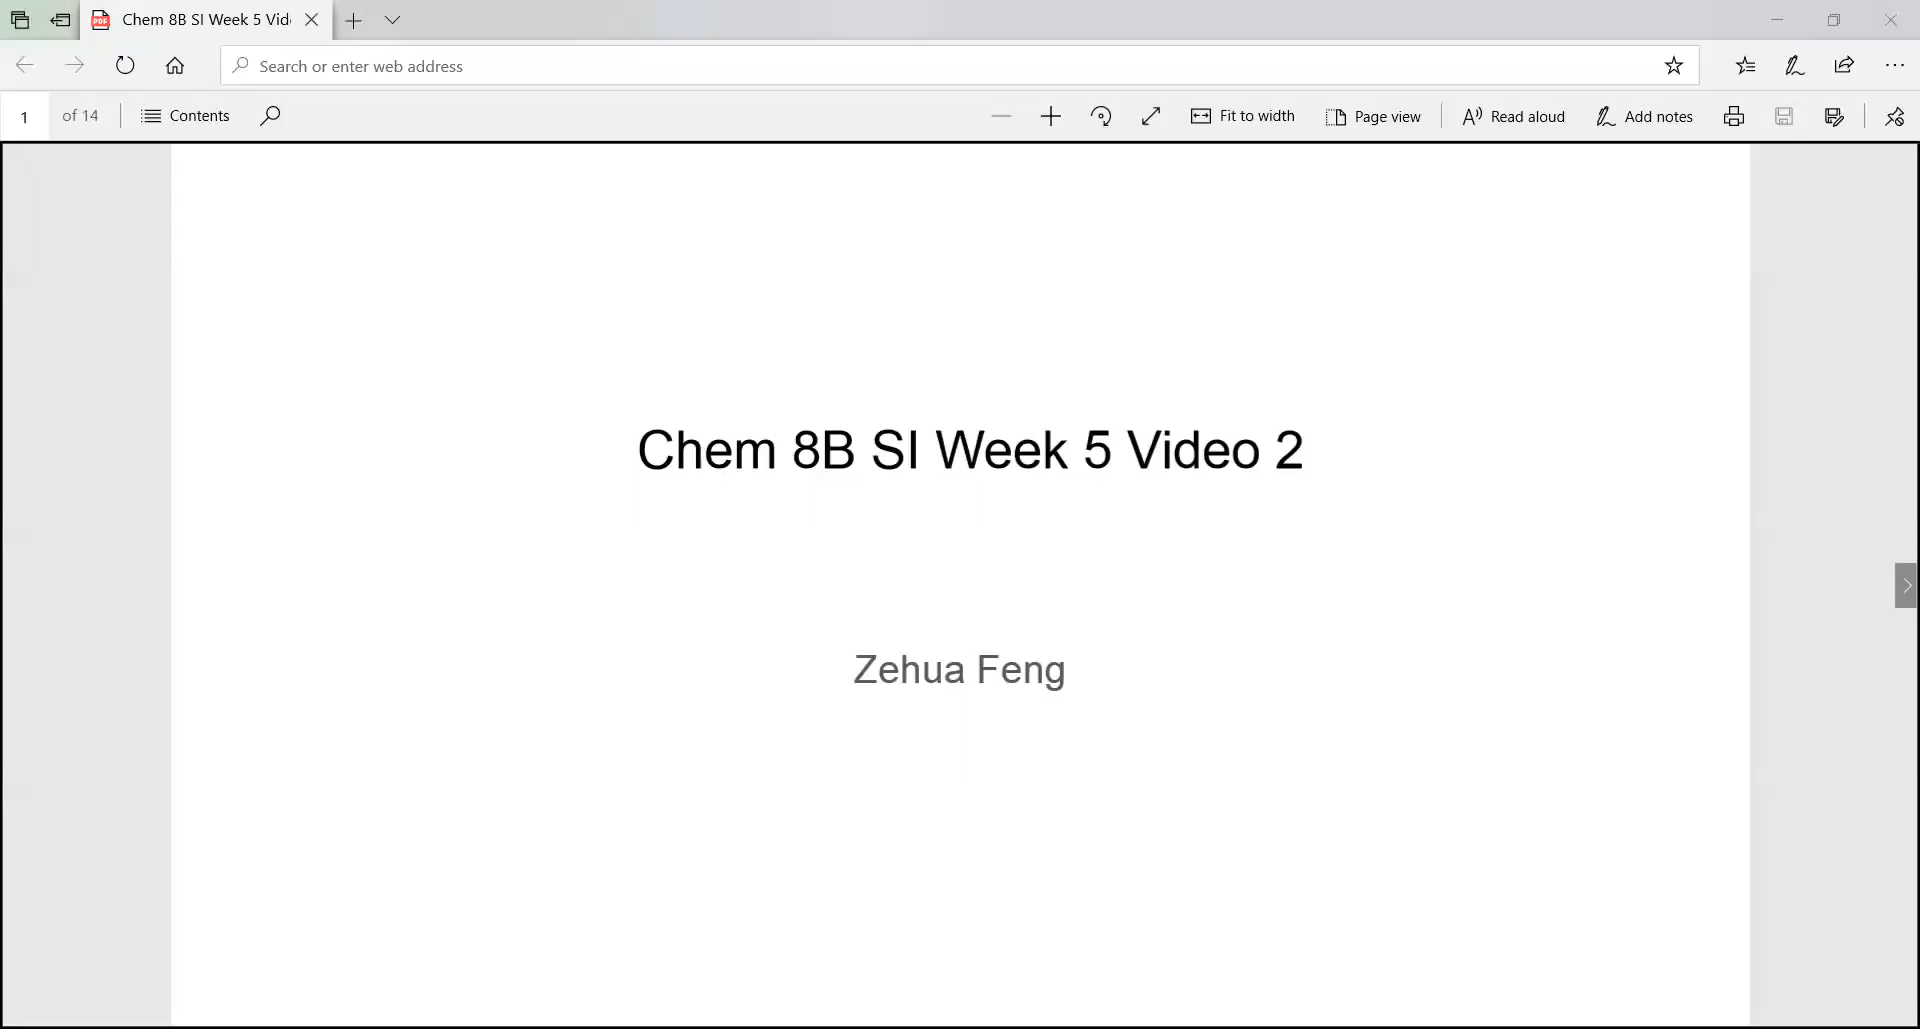 Chem 8B SI Week 5 Vid
Search or enter web address
1 of 14 Contents Fit to width Page view Read aloud Add notes
Chem 8B SI Week 5 Video 2
Zehua Feng